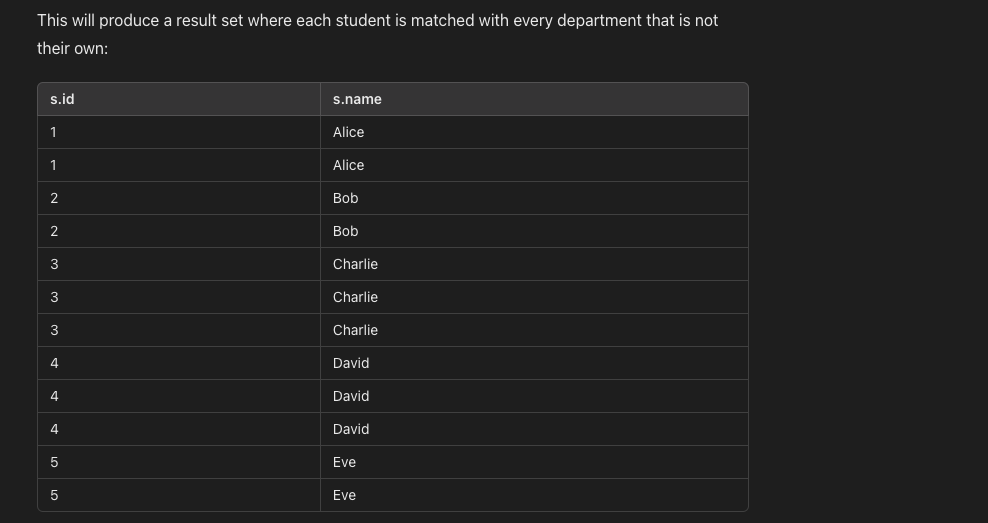 This will produce a result set where each student is matched with every department that is not
their own:
s.id s.name
1 Alice
1 Alice
2 Bob
2 Bob
3 Charlie
3 Charlie
3 Charlie
4 David
4 David
4 David
5 Eve
5 Eve